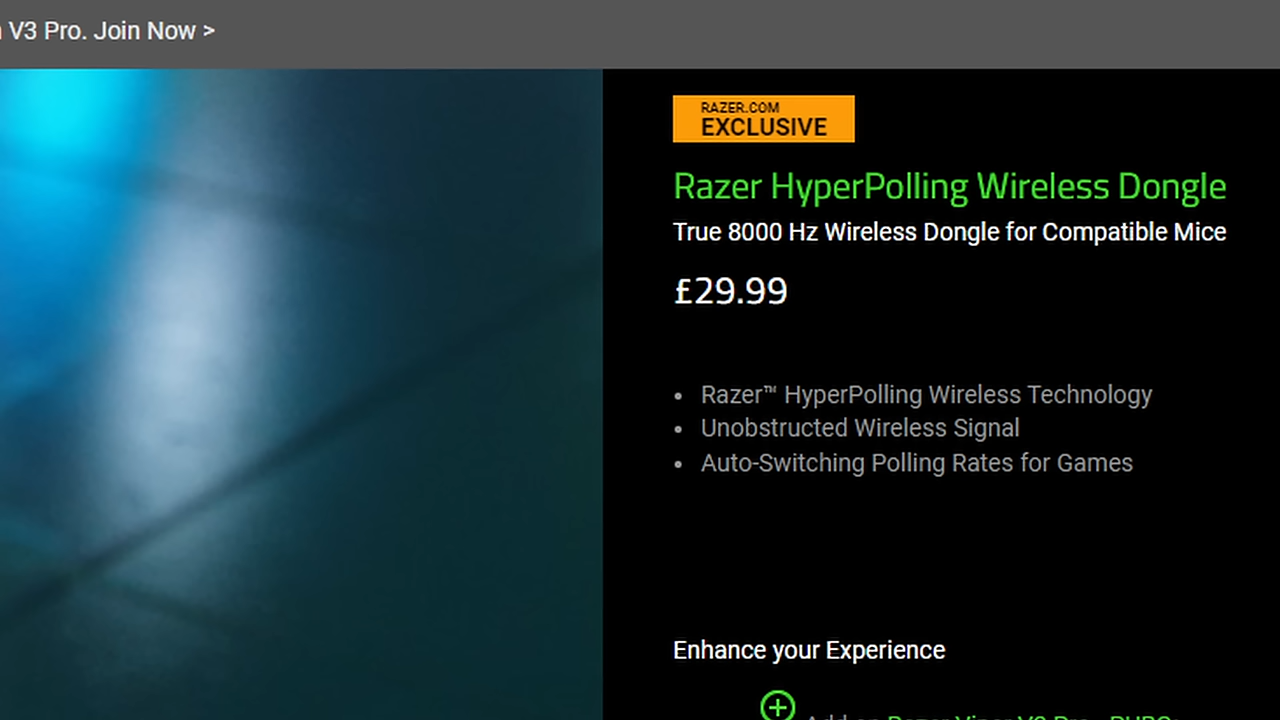 V3 Pro. Join Now >
RAZER.COM
EXCLUSIVE
Razer HyperPolling Wireless Dongle
True 8000 Hz Wireless Dongle for Compatible Mice
£29.99
• Razer™ HyperPolling Wireless Technology
• Unobstructed Wireless Signal
• Auto-Switching Polling Rates for Games
Enhance your Experience